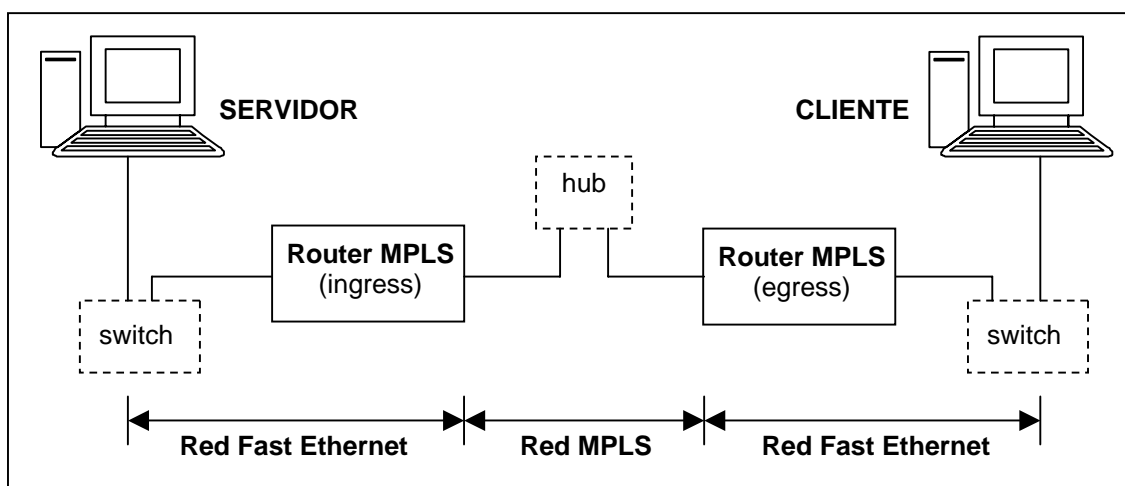 SERVIDOR
CLIENTE
hub
Router MPLS
(ingress)
Router MPLS
(egress)
switch
switch
Red Fast Ethernet
Red MPLS
Red Fast Ethernet